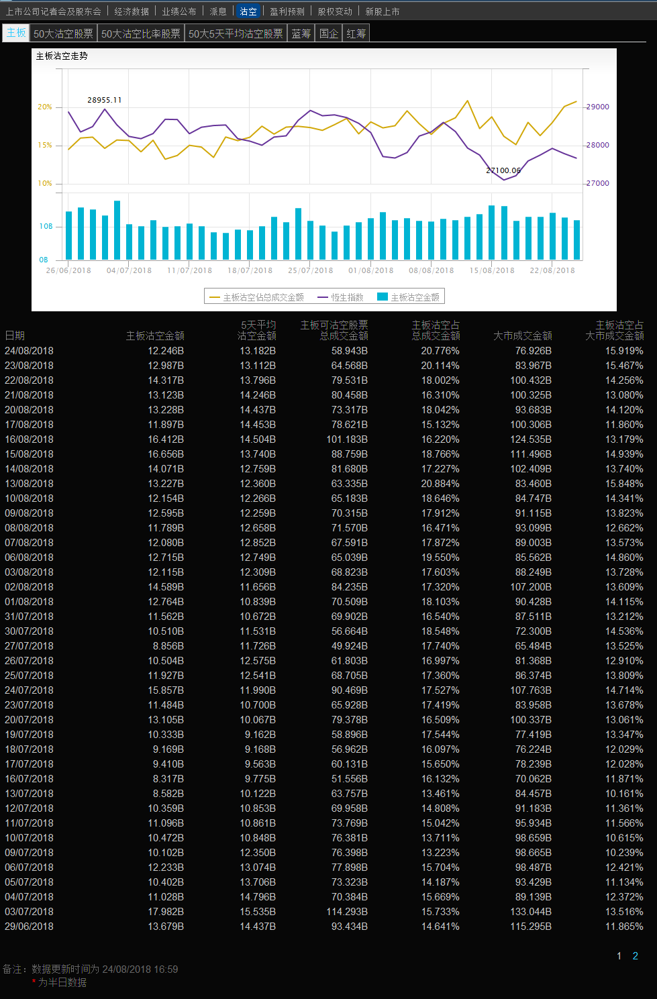 上市公司记者会及股东会 | 经济数据 | 业绩公布 | 派息 | 沽空 | 盈利预测 | 股权变动 | 新股上市
主板 50大沽空股票 50大沽空比率股票 50大5天平均沽空股票 蓝筹 国企 红筹
主板沽空走势
28955.11
20% 29000
15% 28000
27100.06
10% 27000
10B
0B
26/06/2018 04/07/2018 11/07/2018 18/07/2018 25/07/2018 01/08/2018 08/08/2018 15/08/2018 22/08/2018
主板沽空佔总成交金额 恆生指数 主板沽空金额
5天平均 主板可沽空股票 主板沽空占 主板沽空占
日期 主板沽空金额 沽空金额 总成交金额 总成交金额 大市成交金额 大市成交金额
24/08/2018 12.246B 13.182B 58.943B 20.776% 76.926B 15.919%
23/08/2018 12.987B 13.112B 64.568B 20.114% 83.967B 15.467%
22/08/2018 14.317B 13.796B 79.531B 18.002% 100.432B 14.256%
21/08/2018 13.123B 14.246B 80.458B 16.310% 100.325B 13.080%
20/08/2018 13.228B 14.437B 73.317B 18.042% 93.683B 14.120%
17/08/2018 11.897B 14.453B 78.621B 15.132% 100.306B 11.860%
16/08/2018 16.412B 14.504B 101.183B 16.220% 124.535B 13.179%
15/08/2018 16.656B 13.740B 88.759B 18.766% 111.496B 14.939%
14/08/2018 14.071B 12.759B 81.680B 17.227% 102.409B 13.740%
13/08/2018 13.227B 12.360B 63.335B 20.884% 83.460B 15.848%
10/08/2018 12.154B 12.266B 65.183B 18.646% 84.747B 14.341%
09/08/2018 12.595B 12.259B 70.315B 17.912% 91.115B 13.823%
08/08/2018 11.789B 12.658B 71.570B 16.471% 93.099B 12.662%
07/08/2018 12.080B 12.852B 67.591B 17.872% 89.003B 13.573%
06/08/2018 12.715B 12.749B 65.039B 19.550% 85.562B 14.860%
03/08/2018 12.115B 12.309B 68.823B 17.603% 88.249B 13.728%
02/08/2018 14.589B 11.656B 84.235B 17.320% 107.200B 13.609%
01/08/2018 12.764B 10.839B 70.509B 18.103% 90.428B 14.115%
31/07/2018 11.562B 10.672B 69.902B 16.540% 87.511B 13.212%
30/07/2018 10.510B 11.531B 56.664B 18.548% 72.300B 14.536%
27/07/2018 8.856B 11.726B 49.924B 17.740% 65.484B 13.525%
26/07/2018 10.504B 12.575B 61.803B 16.997% 81.368B 12.910%
25/07/2018 11.927B 12.541B 68.705B 17.360% 86.374B 13.809%
24/07/2018 15.857B 11.990B 90.469B 17.527% 107.763B 14.714%
23/07/2018 11.484B 10.700B 65.928B 17.419% 83.958B 13.678%
20/07/2018 13.105B 10.067B 79.378B 16.509% 100.337B 13.061%
19/07/2018 10.333B 9.162B 58.896B 17.544% 77.419B 13.347%
18/07/2018 9.169B 9.168B 56.962B 16.097% 76.224B 12.029%
17/07/2018 9.410B 9.563B 60.131B 15.650% 78.239B 12.028%
16/07/2018 8.317B 9.775B 51.556B 16.132% 70.062B 11.871%
13/07/2018 8.582B 10.122B 63.757B 13.461% 84.457B 10.161%
12/07/2018 10.359B 10.853B 69.958B 14.808% 91.183B 11.361%
11/07/2018 11.096B 10.861B 73.769B 15.042% 95.934B 11.566%
10/07/2018 10.472B 10.848B 76.381B 13.711% 98.659B 10.615%
09/07/2018 10.102B 12.350B 76.398B 13.223% 98.665B 10.239%
06/07/2018 12.233B 13.074B 77.898B 15.704% 98.487B 12.421%
05/07/2018 10.402B 13.706B 73.323B 14.187% 93.429B 11.134%
04/07/2018 11.028B 14.796B 70.384B 15.669% 89.139B 12.372%
03/07/2018 17.982B 15.535B 114.293B 15.733% 133.044B 13.516%
29/06/2018 13.679B 14.437B 93.434B 14.641% 115.295B 11.865%
1 2
备注： 数据更新时间为 24/08/2018 16:59
* 为半日数据